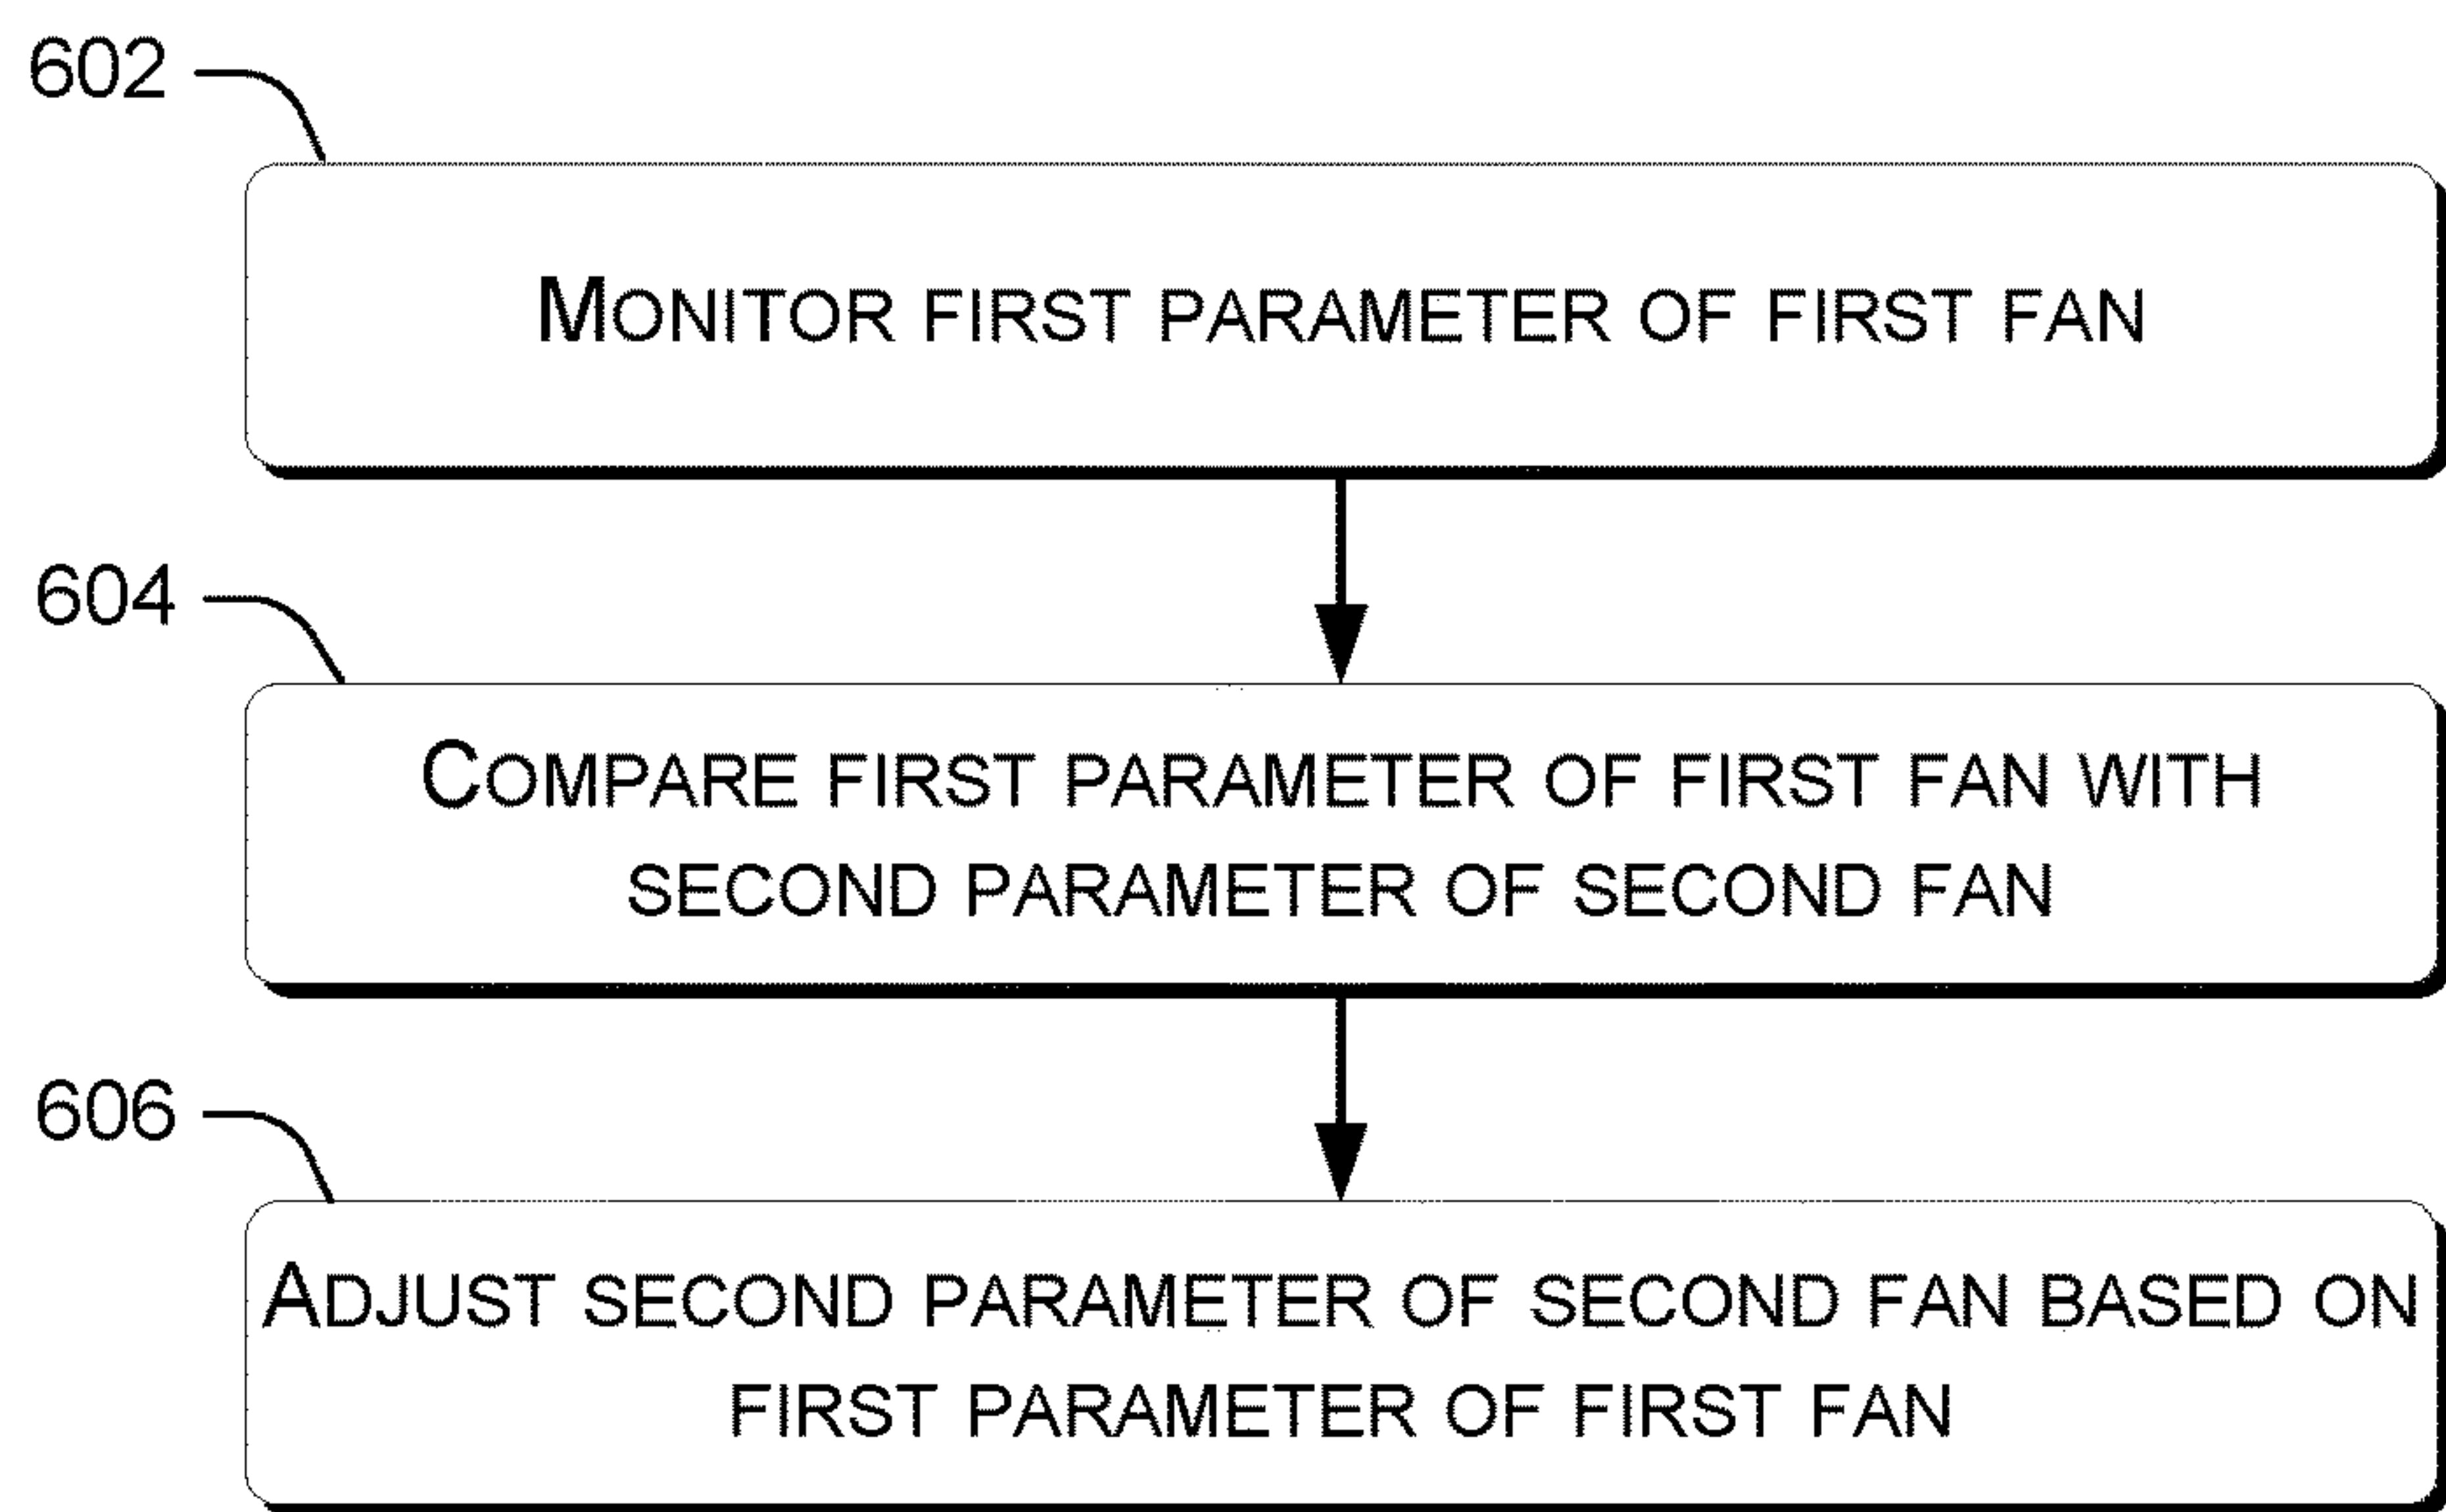 602
MONITOR FIRST PARAMETER OF FIRST FAN
604
COMPARE FIRST PARAMETER OF FIRST FAN WITH
SECOND PARAMETER OF SECOND FAN
606
ADJUST SECOND PARAMETER OF SECOND FAN BASED ON
FIRST PARAMETER OF FIRST FAN